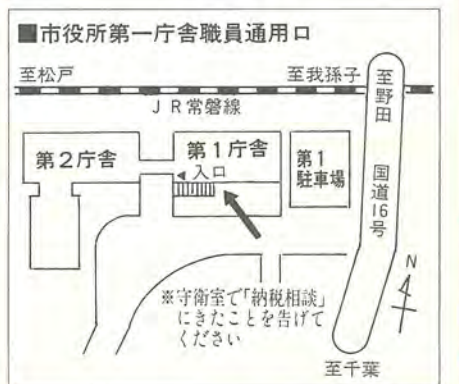 ■市役所第一庁舎職員通用口
至松戸
至我孫子
至野田
JR常磐線
第2庁舎
第1庁舎
◀入口
第1
駐車場
国道16号
N
※守衛室で「納税相談」
にきたことを告げて
ください
至千葉